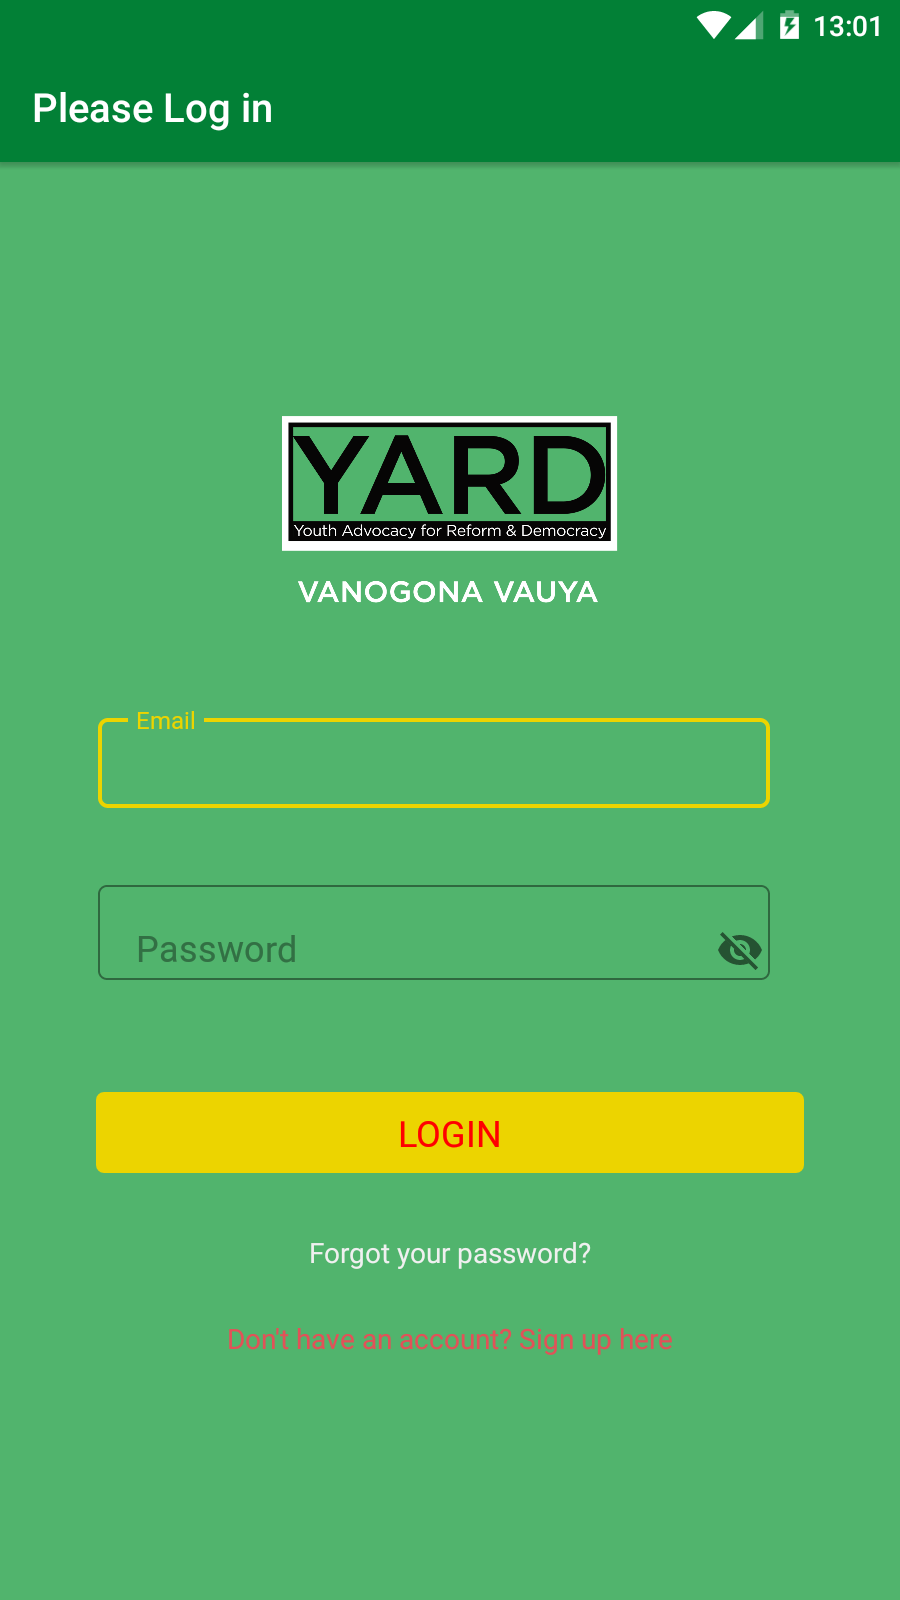 13:01
Please Log in
YARD
Youth Advocacy for Reform & Democracy
VANOGONA VAUYA
Email
Password
LOGIN
Forgot your password?
Don't have an account? Sign up here